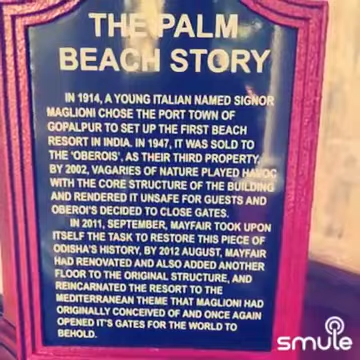 THE PALM
BEACH STORY
IN 1914, A YOUNG ITALIAN NAMED SIGNOR
MAGLIONI CHOSE THE PORT TOWN OF
GOPALPUR TO SET UP THE FIRST BEACH
RESORT IN INDIA. IN 1947, IT WAS SOLD TO
THE 'OBEROIS', AS THEIR THIRD PROPERTY.
BY 2002, VAGARIES OF NATURE PLAYED HAVOC
WITH THE CORE STRUCTURE OF THE BUILDING
AND RENDERED IT UNSAFE FOR GUESTS AND
OBEROI'S DECIDED TO CLOSE GATES.
IN 2011, SEPTEMBER, MAYFAIR TOOK UPON
ITSELF THE TASK TO RESTORE THIS PIECE OF
ODISHA'S HISTORY, BY 2012 AUGUST, MAYFAIR
HAD RENOVATED AND ALSO ADDED ANOTHER
FLOOR TO THE ORIGINAL STRUCTURE, AND
REINCARNATED THE RESORT TO THE
MEDITERRANEAN THEME THAT MAGLIONI HAD
ORIGINALLY CONCEIVED OF AND ONCE AGAIN
OPENED IT'S GATES FOR THE WORLD TO
BEHOLD.
smule